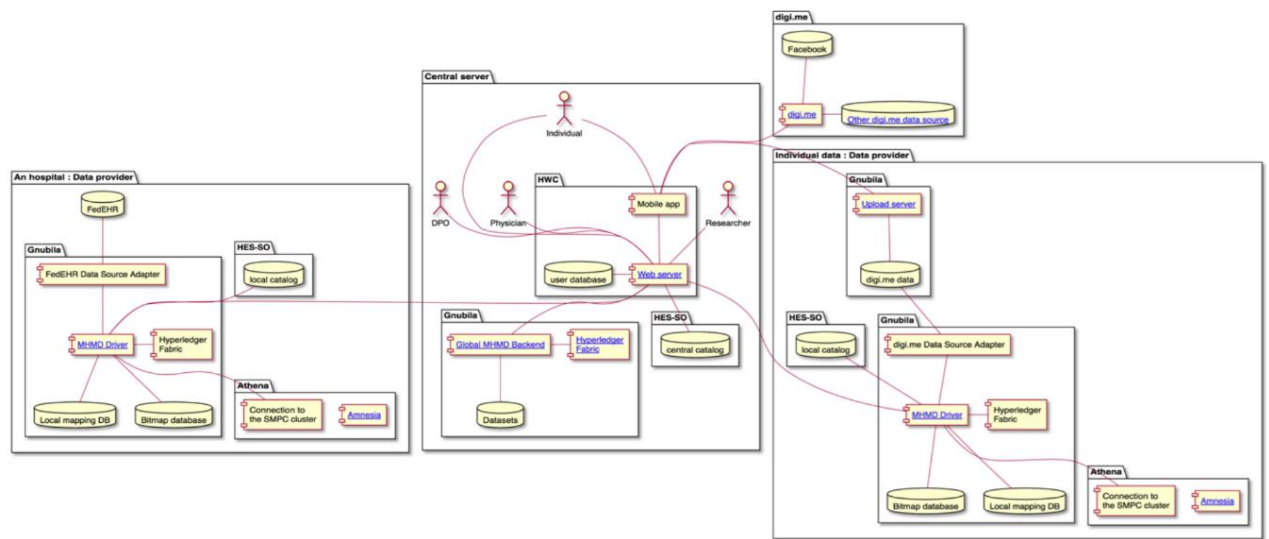 digi.me
Facebook
digi.me
Other digi.me data source
Central server
Individual
HWC
Mobile app
DPO
Physician
Researcher
user database
Web server
Gnubila
Global MHMD Backend
Hyperledger
Fabric
Datasets
HES-SO
central catalog
An hospital : Data provider
FedEHR
Gnubila
FedEHR Data Source Adapter
HES-SO
local catalog
MHMD Driver
Hyperledger
Fabric
Local mapping DB
Bitmap database
Athena
Connection to
the SMPC cluster
Amnesia
Individual data : Data provider
Gnubila
Upload server
digi.me data
HES-SO
local catalog
Gnubila
digi.me Data Source Adapter
MHMD Driver
Hyperledger
Fabric
Bitmap database
Local mapping DB
Athena
Connection to
the SMPC cluster
Amnesia